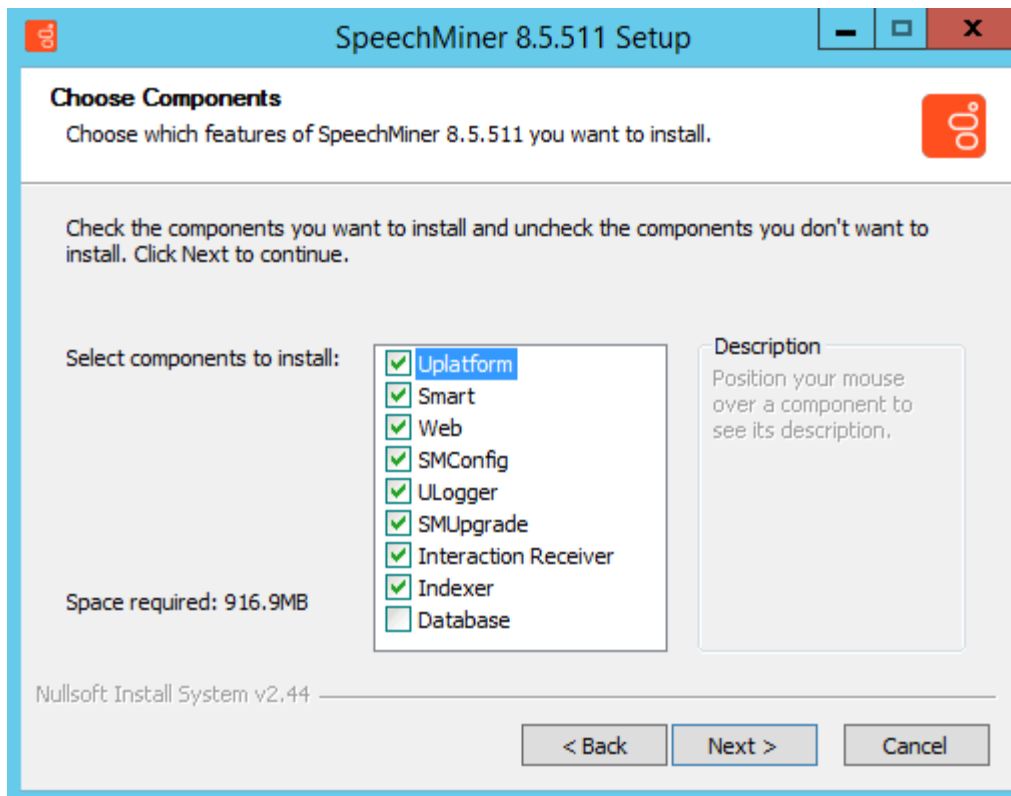 SpeechMiner 8.5.511 Setup
Choose Components
Choose which features of SpeechMiner 8.5.511 you want to install.
Check the components you want to install and uncheck the components you don't want to
install. Click Next to continue.
Select components to install:
Uplatform
Smart
Web
SMConfig
ULogger
SMUpgrade
Interaction Receiver
Indexer
Database
Description
Position your mouse
over a component to
see its description.
Space required: 916.9MB
Nullsoft Install System v2.44
< Back
Next >
Cancel